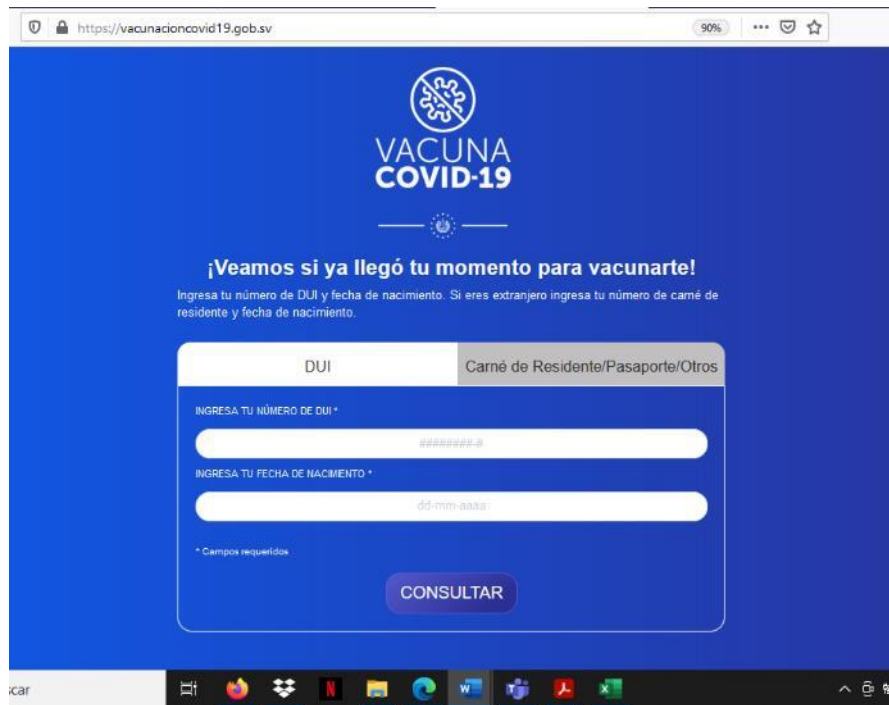 https://vacunacioncovid19.gob.sv
90%
VACUNA
COVID-19
¡Veamos si ya llegó tu momento para vacunarte!
Ingresa tu número de DUI y fecha de nacimiento. Si eres extranjero ingresa tu número de carné de
residente y fecha de nacimiento.
DUI
Carné de Residente/Pasaporte/Otros
INGRESA TU NÚMERO DE DUI *
########-#
INGRESA TU FECHA DE NACIMIENTO *
dd-mm-aaaa
* Campos requeridos
CONSULTAR
car